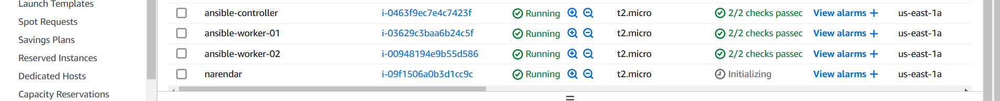 Launch Templates
Spot Requests
Savings Plans
Reserved Instances
Dedicated Hosts
Capacity Reservations
ansible-controller i-0463f9ec7e4c7423f Running t2.micro 2/2 checks passed View alarms + us-east-1a
ansible-worker-01 i-03629c3baa6b24c5f Running t2.micro 2/2 checks passed View alarms + us-east-1a
ansible-worker-02 i-00948194e9b55d586 Running t2.micro 2/2 checks passed View alarms + us-east-1a
narendar i-09f1506a0b3d1cc9c Running t2.micro Initializing View alarms + us-east-1a